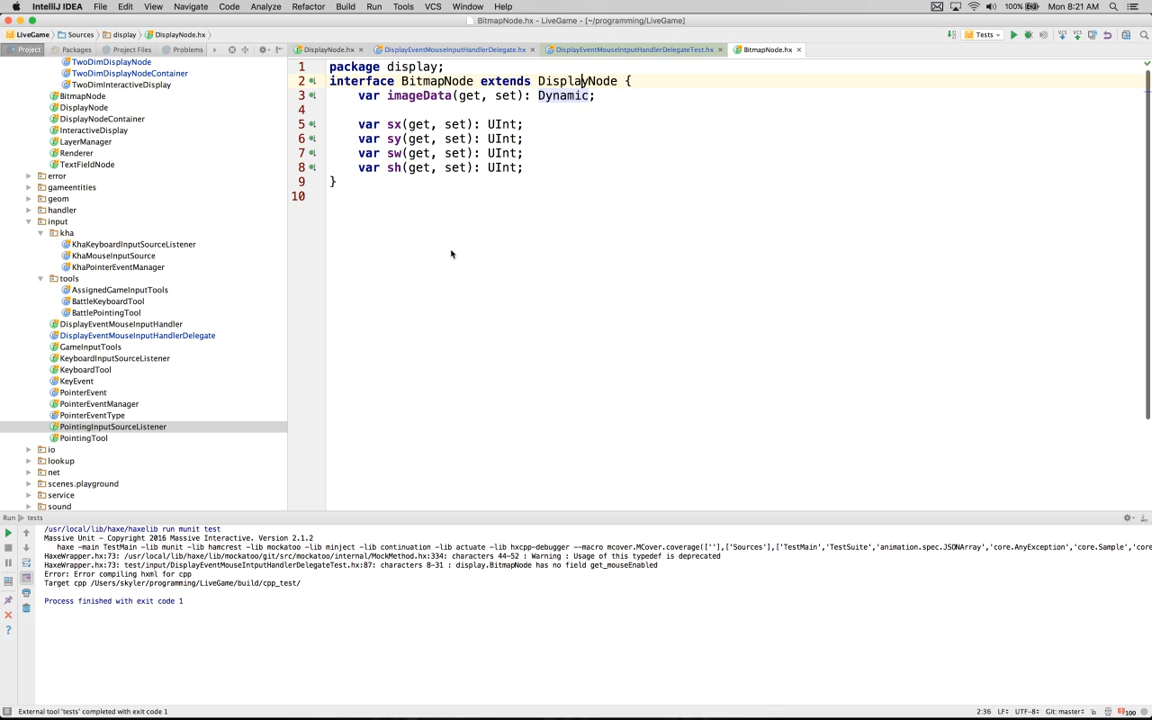 IntelliJ IDEA File Edit View Navigate Code Analyze Refactor Build Run Tools VCS Window Help 100% Mon 8:21 AM
BitmapNode.hx - LiveGame - [~/programming/LiveGame]
LiveGame Sources display DisplayNode.hx Tests
Project Packages Project Files Problems DisplayNode.hx DisplayEventMouseInputHandlerDelegate.hx DisplayEventMouseIntputHandlerDelegateTest.hx BitmapNode.hx
TwoDimDisplayNode
TwoDimDisplayNodeContainer
TwoDimInteractiveDisplay
BitmapNode
DisplayNode
DisplayNodeContainer
InteractiveDisplay
LayerManager
Renderer
TextFieldNode
error
gameentities
geom
handler
input
kha
KhaKeyboardInputSourceListener
KhaMouseInputSource
KhaPointerEventManager
tools
AssignedGameInputTools
BattleKeyboardTool
BattlePointingTool
DisplayEventMouseInputHandler
DisplayEventMouseInputHandlerDelegate
GameInputTools
KeyboardInputSourceListener
KeyboardTool
KeyEvent
PointerEvent
PointerEventManager
PointerEventType
PointingInputSourceListener
PointingTool
io
lookup
net
scenes.playground
service
sound
1 package display;
2 interface BitmapNode extends DisplayNode {
3 var imageData(get, set): Dynamic;
4
5 var sx(get, set): UInt;
6 var sy(get, set): UInt;
7 var sw(get, set): UInt;
8 var sh(get, set): UInt;
9 }
10
Run tests
/usr/local/lib/haxe/haxelib run munit test
Massive Unit - Copyright 2016 Massive Interactive. Version 2.1.2
haxe -main TestMain -lib munit -lib hamcrest -lib mockatoo -lib minject -lib continuation -lib actuate -lib hxcpp-debugger --macro mcover.MCover.coverage([''],['Sources'],['TestMain','TestSuite','animation.spec.JSONArray','core.AnyException','core.Sample','core
HaxeWrapper.hx:73: /usr/local/lib/haxe/lib/mockatoo/git/src/mockatoo/internal/MockMethod.hx:334: characters 44-52 : Warning : Usage of this typedef is deprecated
HaxeWrapper.hx:73: test/input/DisplayEventMouseIntputHandlerDelegateTest.hx:87: characters 8-31 : display.BitmapNode has no field get_mouseEnabled
Error: Error compiling hxml for cpp
Target cpp /Users/skyler/programming/LiveGame/build/cpp_test/
Process finished with exit code 1
External tool 'tests' completed with exit code 1 2:36 LF÷ UTF-8÷ Git: master÷ 100